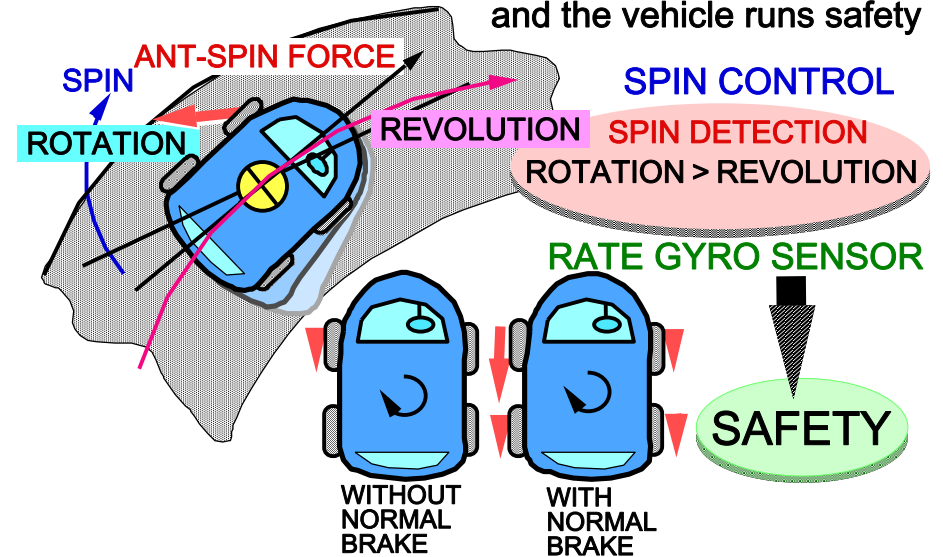 and the vehicle runs safety
ANT-SPIN FORCE
SPIN
ROTATION
REVOLUTION
SPIN CONTROL
SPIN DETECTION
ROTATION > REVOLUTION
RATE GYRO SENSOR
SAFETY
WITHOUT
NORMAL
BRAKE
WITH
NORMAL
BRAKE